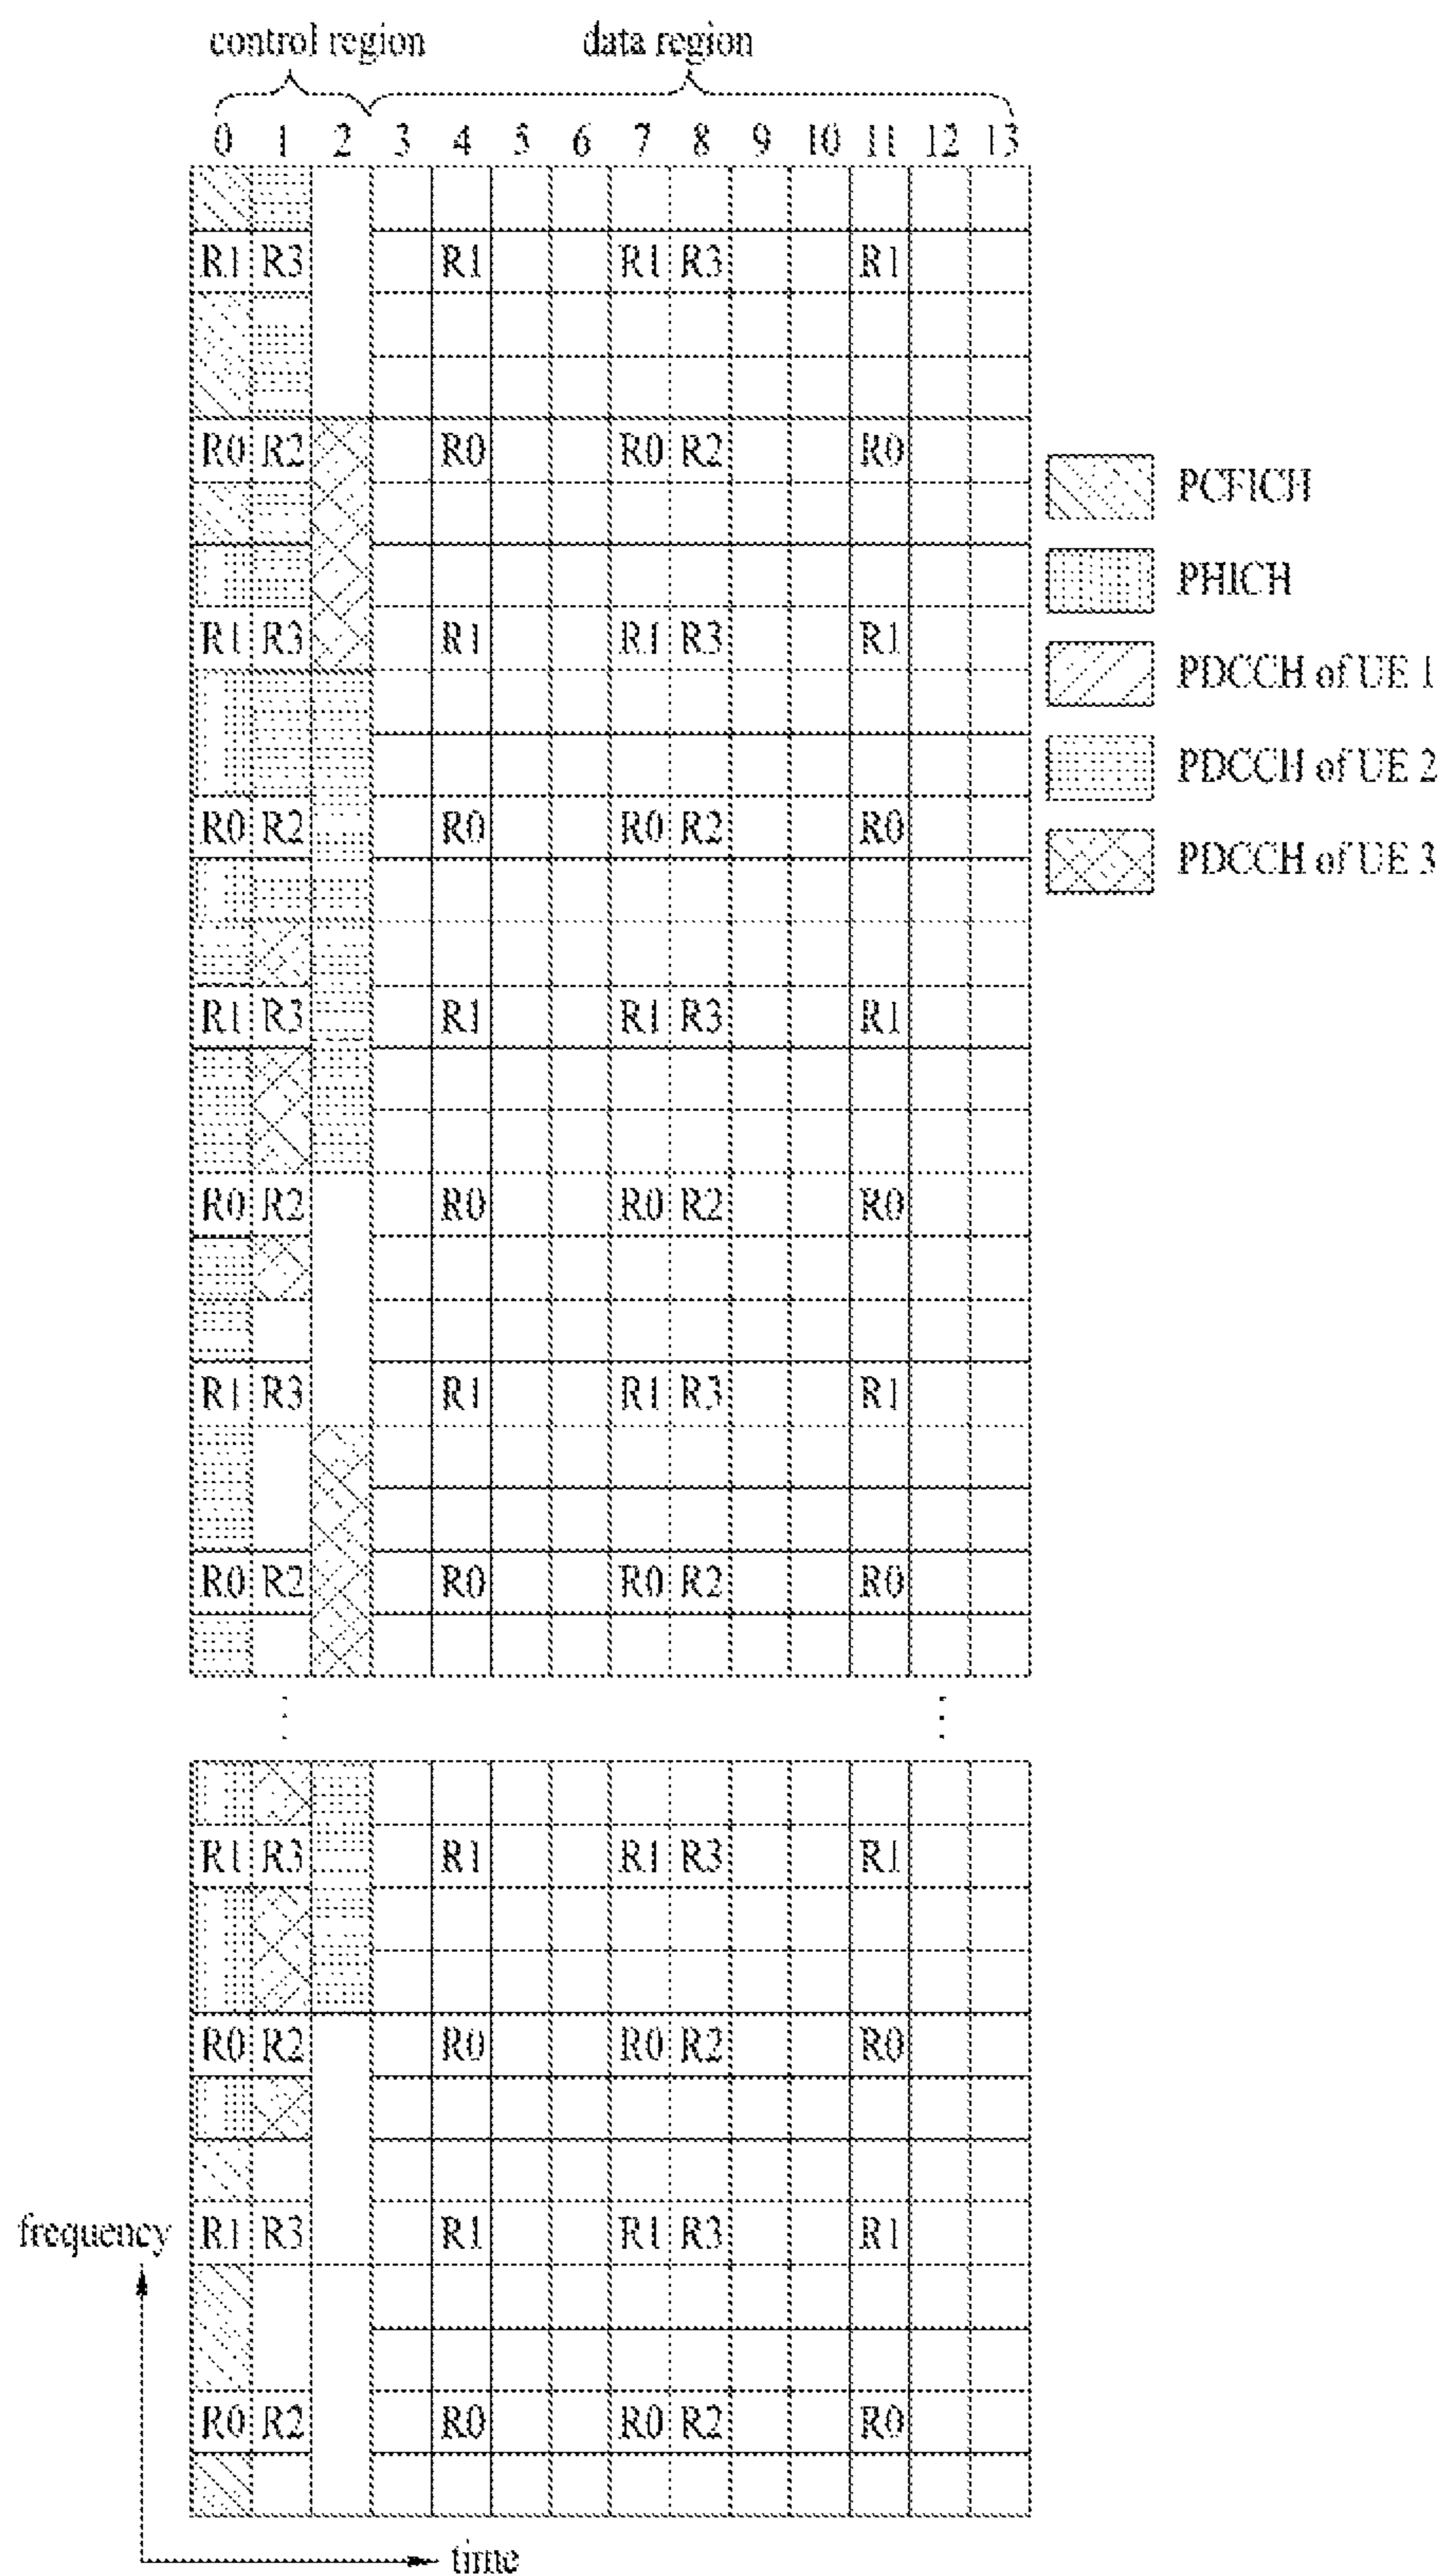 control region data region
0 1 2 3 4 5 6 7 8 9 10 11 12 13
R1 R3 R1 R1 R3 R1
R0 R2 R0 R0 R2 R0
PCFICH
PHICH
R1 R3 R1 R1 R3 R1
PDCCH of UE 1
PDCCH of UE 2
R0 R2 R0 R0 R2 R0
PDCCH of UE 3
R1 R3 R1 R1 R3 R1
R0 R2 R0 R0 R2 R0
R1 R3 R1 R1 R3 R1
R0 R2 R0 R0 R2 R0
R1 R3 R1 R1 R3 R1
R0 R2 R0 R0 R2 R0
frequency R1 R3 R1 R1 R3 R1
R0 R2 R0 R0 R2 R0
time